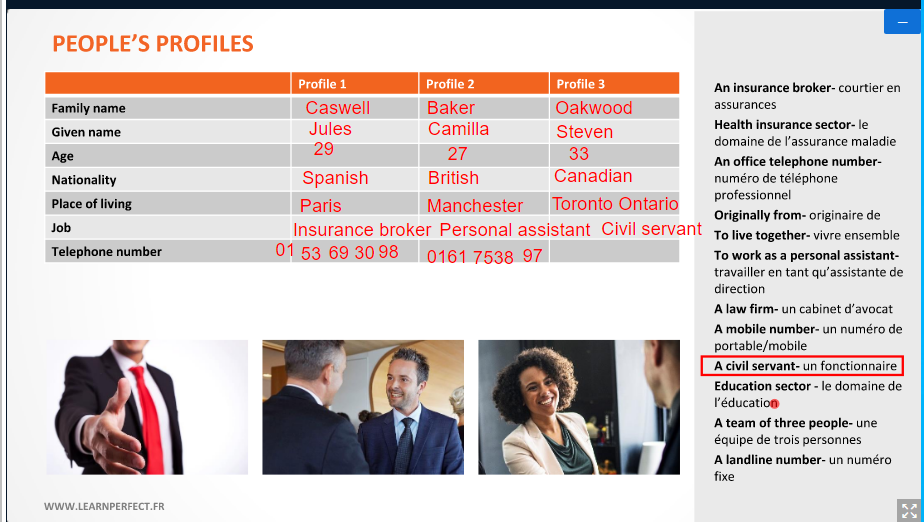 PEOPLE'S PROFILES
Profile 1 Profile 2 Profile 3
Family name Caswell Baker Oakwood
Given name Jules Camilla Steven
Age 29 27 33
Nationality Spanish British Canadian
Place of living Paris Manchester Toronto Ontario
Job Insurance broker Personal assistant Civil servant
Telephone number 01 53 69 30 98 0161 7538 97
WWW.LEARNPERFECT.FR
An insurance broker- courtier en
assurances
Health insurance sector- le
domaine de l'assurance maladie
An office telephone number-
numéro de téléphone
professionnel
Originally from- originaire de
To live together- vivre ensemble
To work as a personal assistant-
travailler en tant qu'assistante de
direction
A law firm- un cabinet d'avocat
A mobile number- un numéro de
portable/mobile
A civil servant- un fonctionnaire
Education sector - le domaine de
l'éducation
A team of three people- une
équipe de trois personnes
A landline number- un numéro
fixe